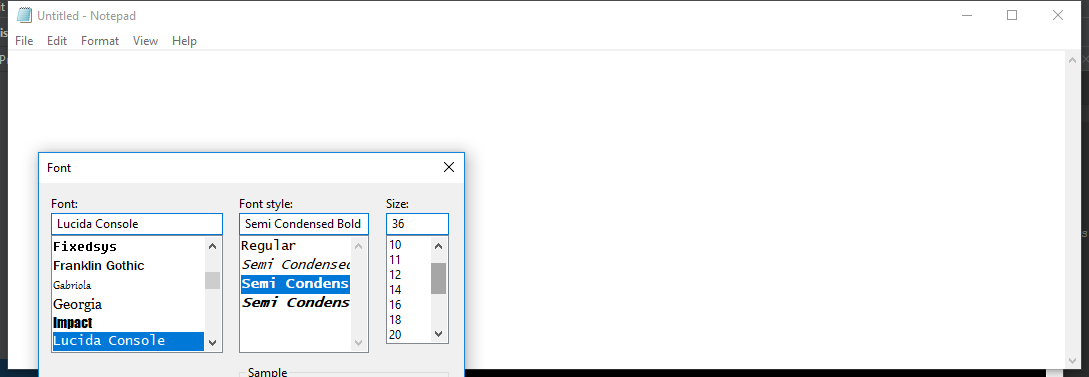 Untitled - Notepad
File Edit Format View Help
Font
Font: Font style: Size:
Lucida Console Semi Condensed Bold 36
Fixedsys Regular 10
Franklin Gothic Semi Condensed 11
Gabriola Semi Condens 12
Georgia Semi Condens 14
Impact 16
Lucida Console 18
20
Sample